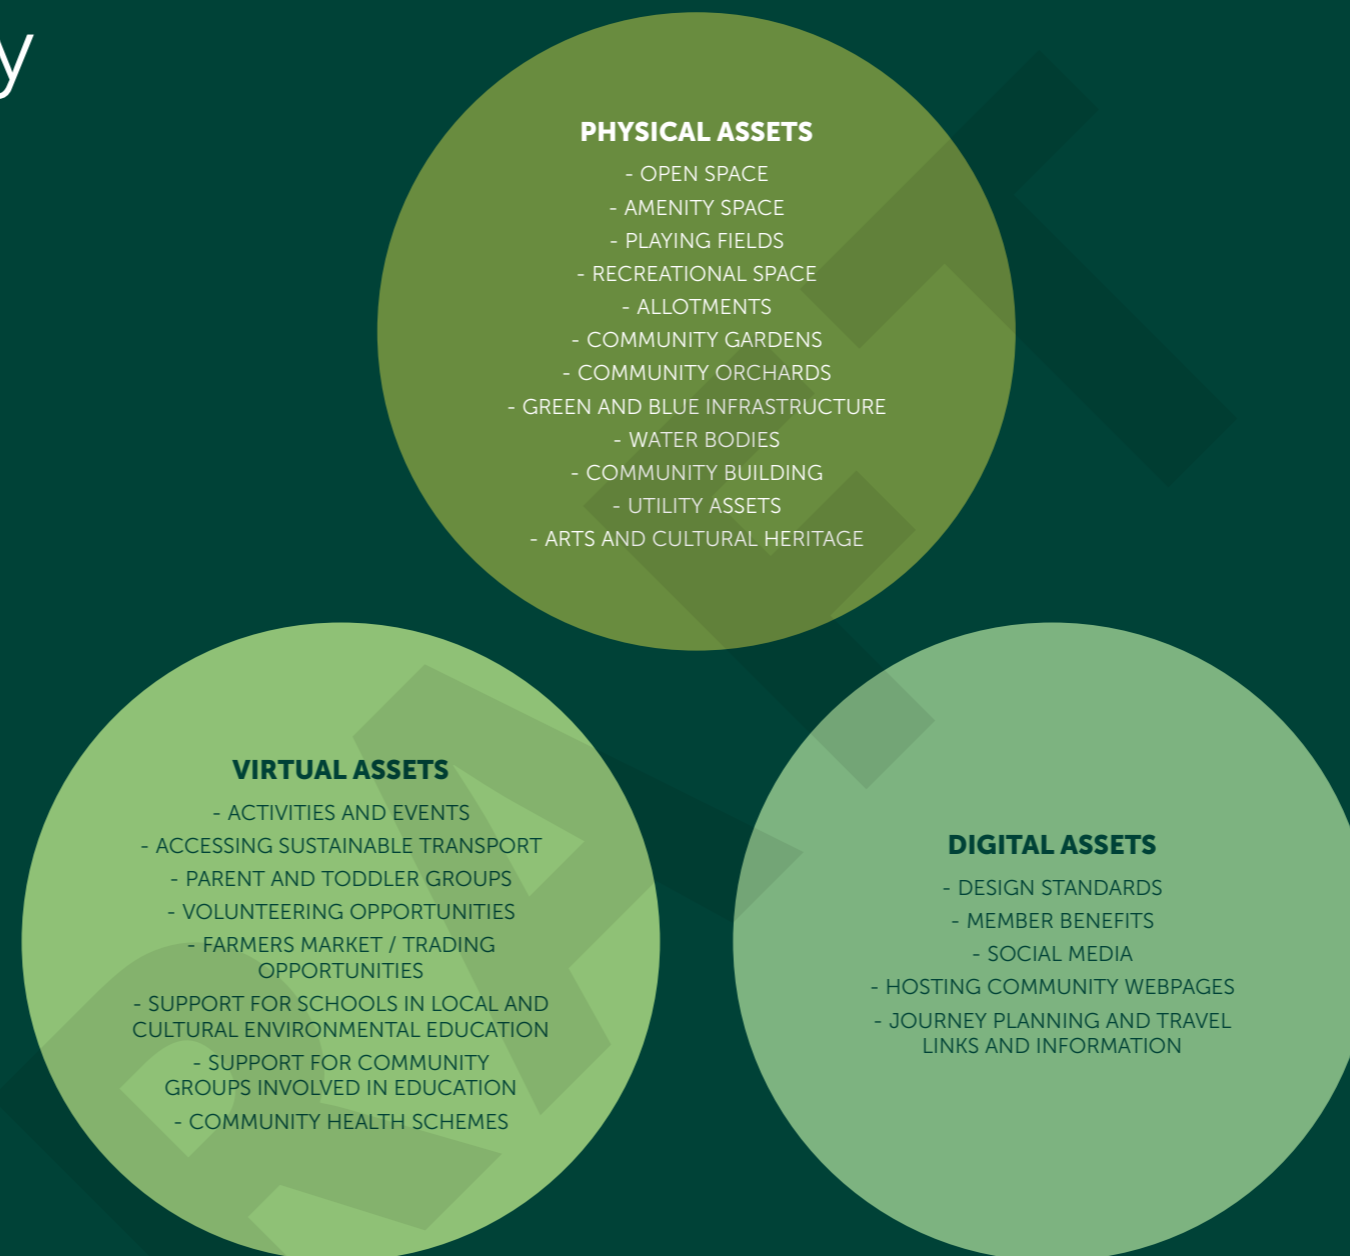 y
PHYSICAL ASSETS
- OPEN SPACE
- AMENITY SPACE
- PLAYING FIELDS
- RECREATIONAL SPACE
- ALLOTMENTS
- COMMUNITY GARDENS
- COMMUNITY ORCHARDS
- GREEN AND BLUE INFRASTRUCTURE
- WATER BODIES
- COMMUNITY BUILDING
- UTILITY ASSETS
- ARTS AND CULTURAL HERITAGE
VIRTUAL ASSETS
- ACTIVITIES AND EVENTS
- ACCESSING SUSTAINABLE TRANSPORT
- PARENT AND TODDLER GROUPS
- VOLUNTEERING OPPORTUNITIES
- FARMERS MARKET / TRADING
OPPORTUNITIES
- SUPPORT FOR SCHOOLS IN LOCAL AND
CULTURAL ENVIRONMENTAL EDUCATION
- SUPPORT FOR COMMUNITY
GROUPS INVOLVED IN EDUCATION
- COMMUNITY HEALTH SCHEMES
DIGITAL ASSETS
- DESIGN STANDARDS
- MEMBER BENEFITS
- SOCIAL MEDIA
- HOSTING COMMUNITY WEBPAGES
- JOURNEY PLANNING AND TRAVEL
LINKS AND INFORMATION